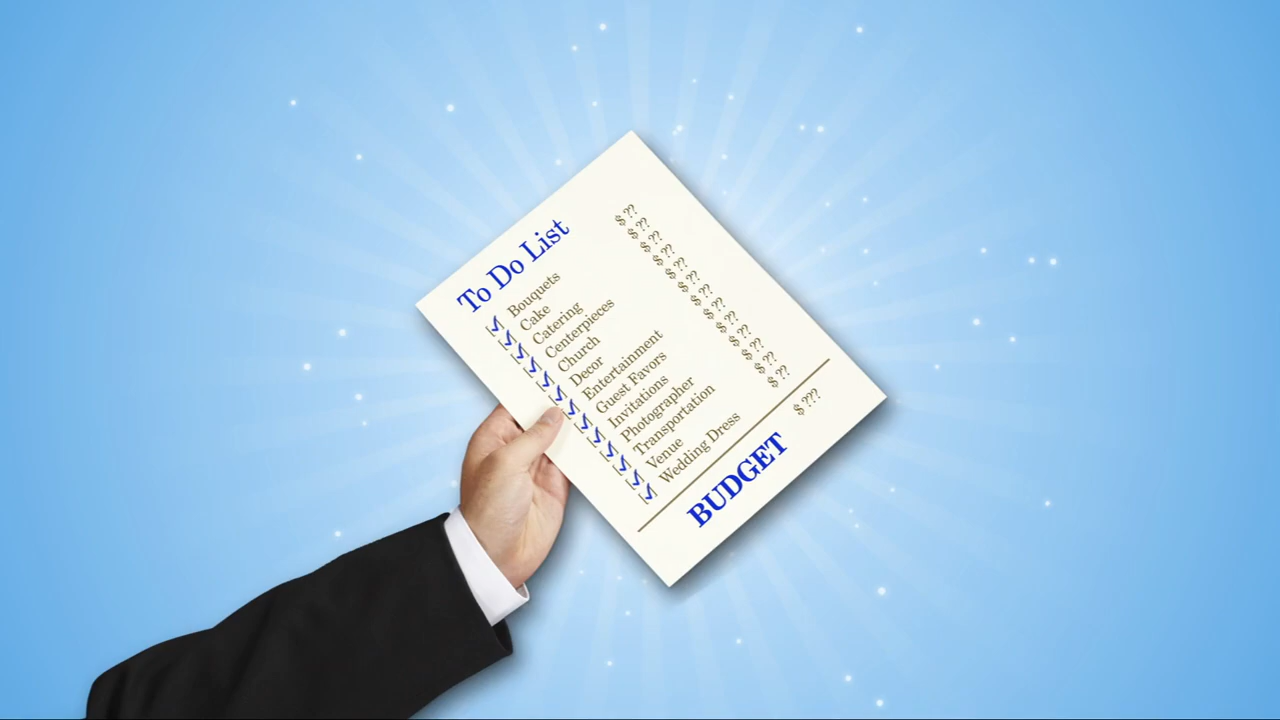 To Do List
Bouquets $ ??
Cake $ ??
Catering $ ??
Centerpieces $ ??
Church $ ??
Decor $ ??
Entertainment $ ??
Guest Favors $ ??
Invitations $ ??
Photographer $ ??
Transportation $ ??
Venue $ ??
Wedding Dress $ ??
BUDGET $ ???